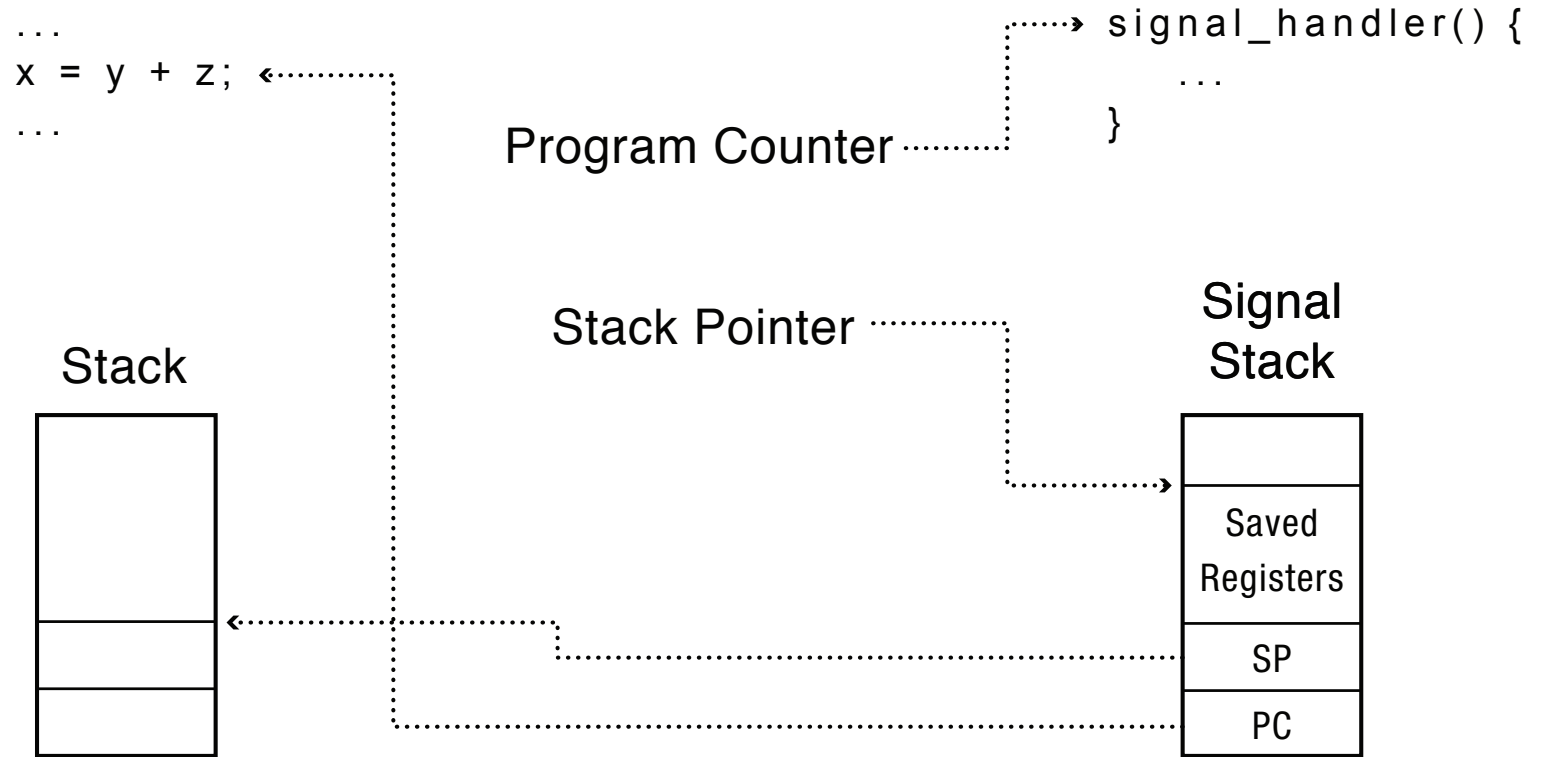 ...
x = y + z;
...
signal_handler() {
...
}
Program Counter
Stack Pointer
Stack
Signal
Stack
Saved
Registers
SP
PC